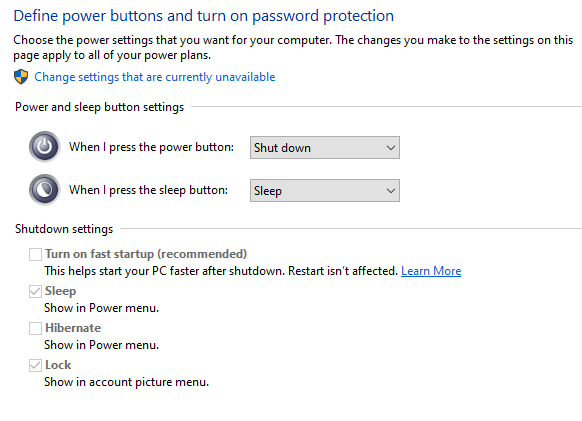 Define power buttons and turn on password protection
Choose the power settings that you want for your computer. The changes you make to the settings on this
page apply to all of your power plans.
Change settings that are currently unavailable
Power and sleep button settings
When I press the power button: Shut down
When I press the sleep button: Sleep
Shutdown settings
Turn on fast startup (recommended)
This helps start your PC faster after shutdown. Restart isn't affected. Learn More
Sleep
Show in Power menu.
Hibernate
Show in Power menu.
Lock
Show in account picture menu.